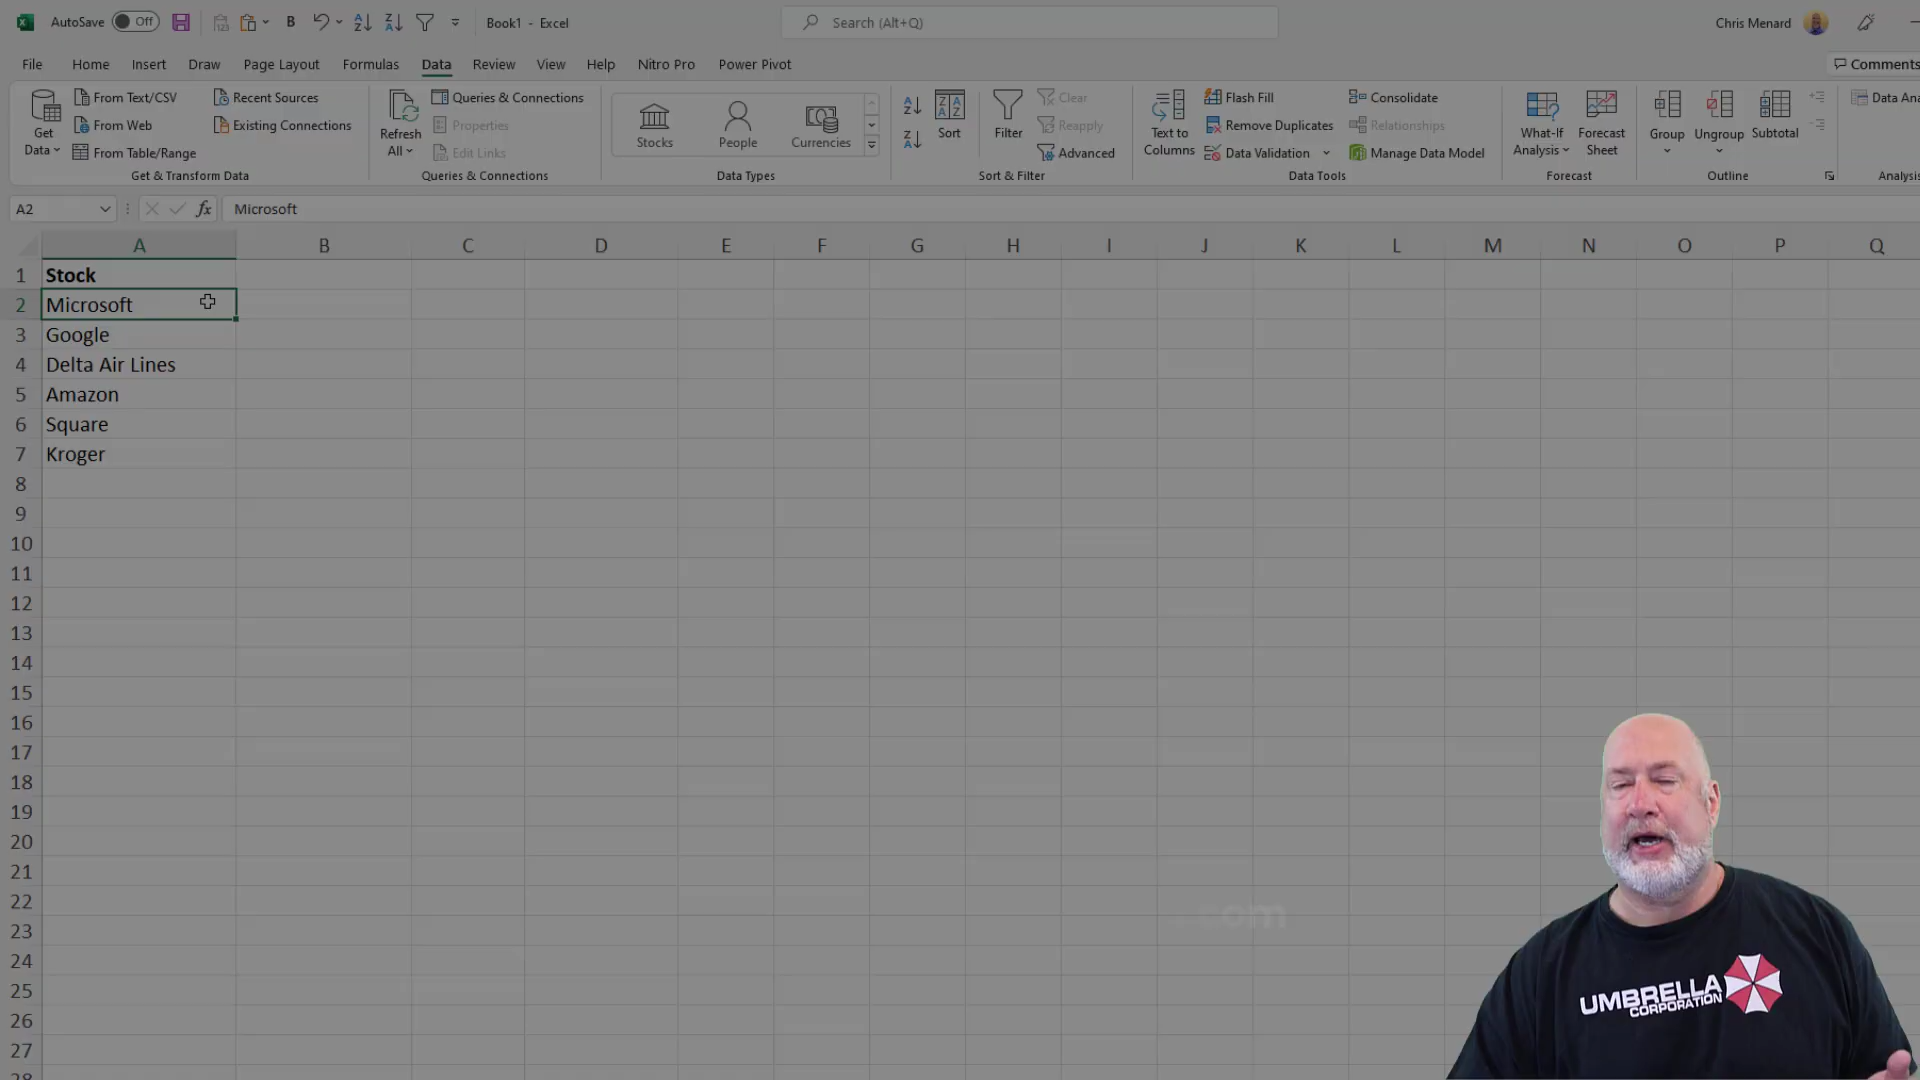 AutoSave Off B Book1 - Excel Search (Alt+Q) Chris Menard
File Home Insert Draw Page Layout Formulas Data Review View Help Nitro Pro Power Pivot Comments
Get Data
From Text/CSV
From Web
From Table/Range
Recent Sources
Existing Connections
Get & Transform Data
Refresh All
Queries & Connections
Properties
Edit Links
Queries & Connections
Stocks People Currencies
Data Types
Sort
Filter
Clear
Reapply
Advanced
Sort & Filter
Text to Columns
Flash Fill
Remove Duplicates
Data Validation
Consolidate
Relationships
Manage Data Model
Data Tools
What-If Analysis
Forecast Sheet
Forecast
Group Ungroup Subtotal
Outline
Data Ana
Analysis
A2 fx Microsoft
A B C D E F G H I J K L M N O P Q
1 Stock
2 Microsoft
3 Google
4 Delta Air Lines
5 Amazon
6 Square
7 Kroger
8
9
10
11
12
13
14
15
16
17
18
19
20
21
22
23
24
25
26
27
28
.com
UMBRELLA
CORPORATION